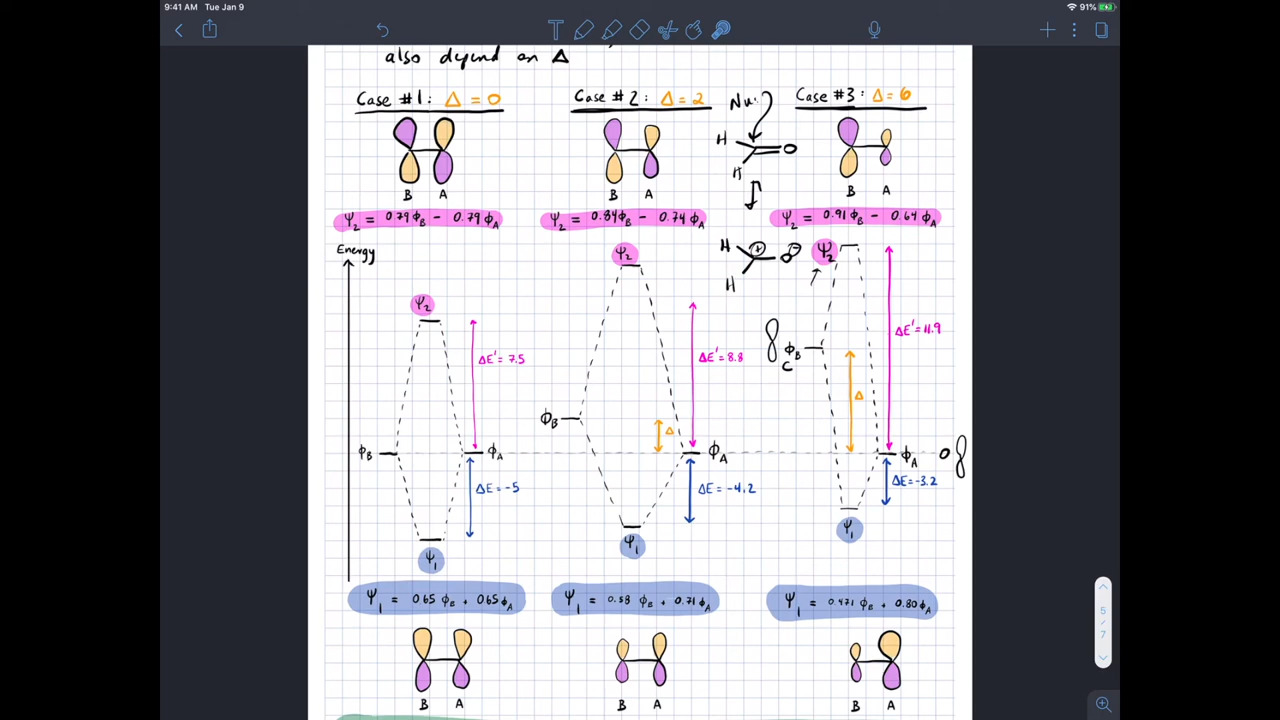 9:41 AM Tue Jan 9
91%
also depend on Δ
Case #1: Δ = 0
Case #2: Δ = 2
Nu:
Case #3: Δ = 6
H
O
H
B A
B A
B A
Ψ₂ = 0.79 ϕB − 0.79 ϕA
Ψ₂ = 0.84 ϕB − 0.74 ϕA
Ψ₂ = 0.91 ϕB − 0.64 ϕA
Energy
H
+
O
−
H
Ψ₂
Ψ₂
Ψ₂
ΔE' = 7.5
ΔE' = 8.8
ΔE' = 11.9
ϕB
C
Δ
ϕB
Δ
ϕB
ϕA
ϕA
ϕA
O
ΔE = -5
ΔE = -4.2
ΔE = -3.2
Ψ₁
Ψ₁
Ψ₁
Ψ₁ = 0.65 ϕB + 0.65 ϕA
Ψ₁ = 0.58 ϕB + 0.71 ϕA
Ψ₁ = 0.471 ϕB + 0.80 ϕA
B A
B A
B A
5
/
7